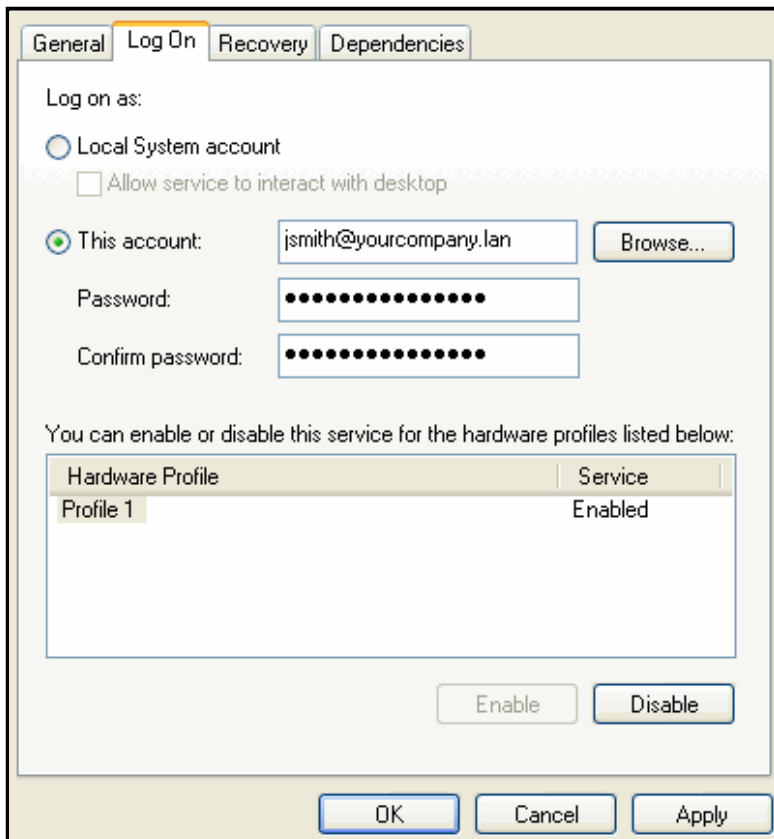 General Log On Recovery Dependencies
Log on as:
Local System account
Allow service to interact with desktop
This account: jsmith@yourcompany.lan Browse...
Password: ●●●●●●●●●●●●●●●
Confirm password: ●●●●●●●●●●●●●●●
You can enable or disable this service for the hardware profiles listed below:
Hardware Profile Service
Profile 1 Enabled
Enable Disable
OK Cancel Apply